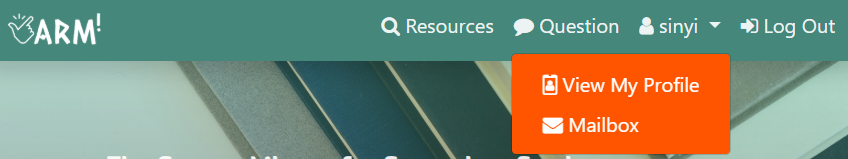 ARM!
Resources
Question
sinyi
Log Out
View My Profile
Mailbox